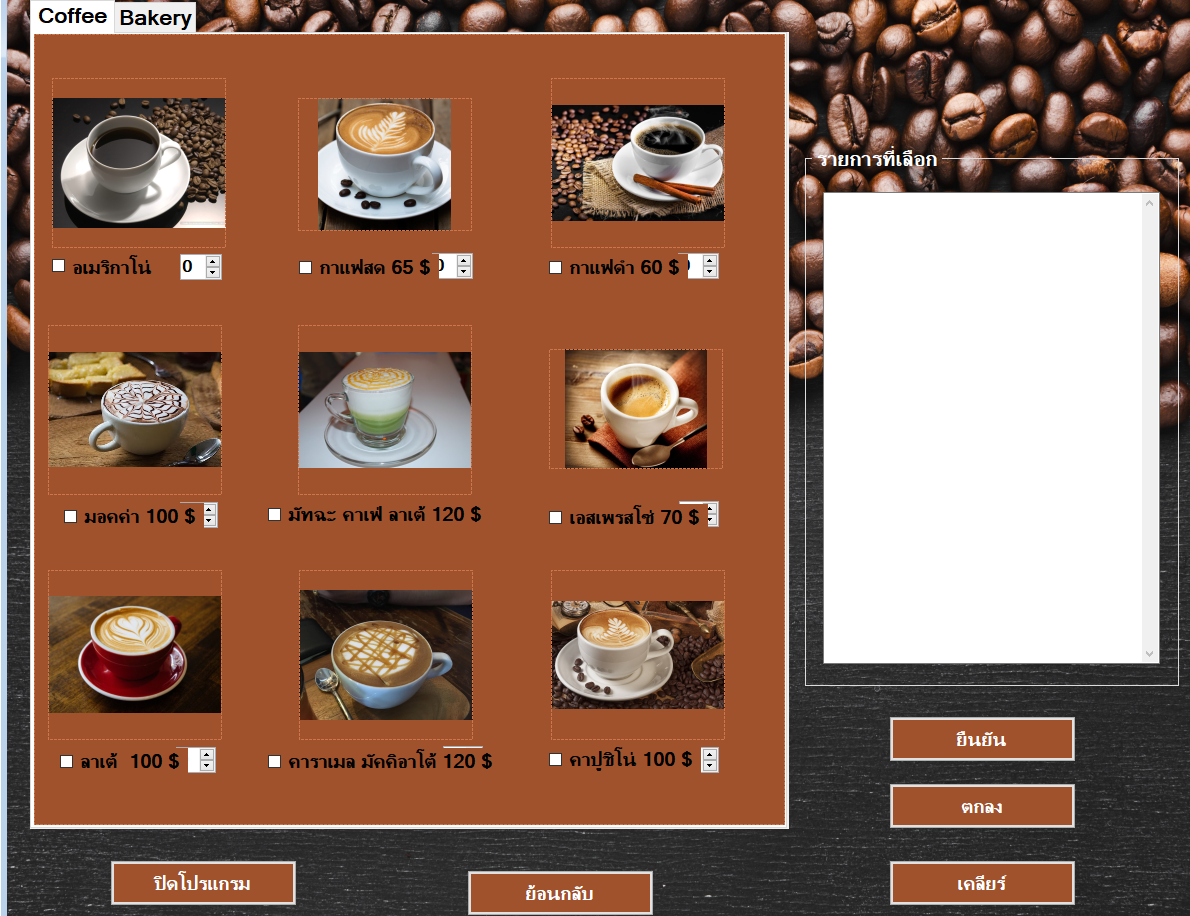 Coffee Bakery
รายการที่เลือก
อเมริกาโน่ 0
กาแฟสด 65 $
กาแฟดำ 60 $
มอคค่า 100 $
มัทฉะ คาเฟ่ ลาเต้ 120 $
เอสเพรสโซ่ 70 $
ลาเต้ 100 $
คาราเมล มัคคิอาโต้ 120 $
คาปูชิโน่ 100 $
ยืนยัน
ตกลง
ปิดโปรแกรม
ย้อนกลับ
เคลียร์